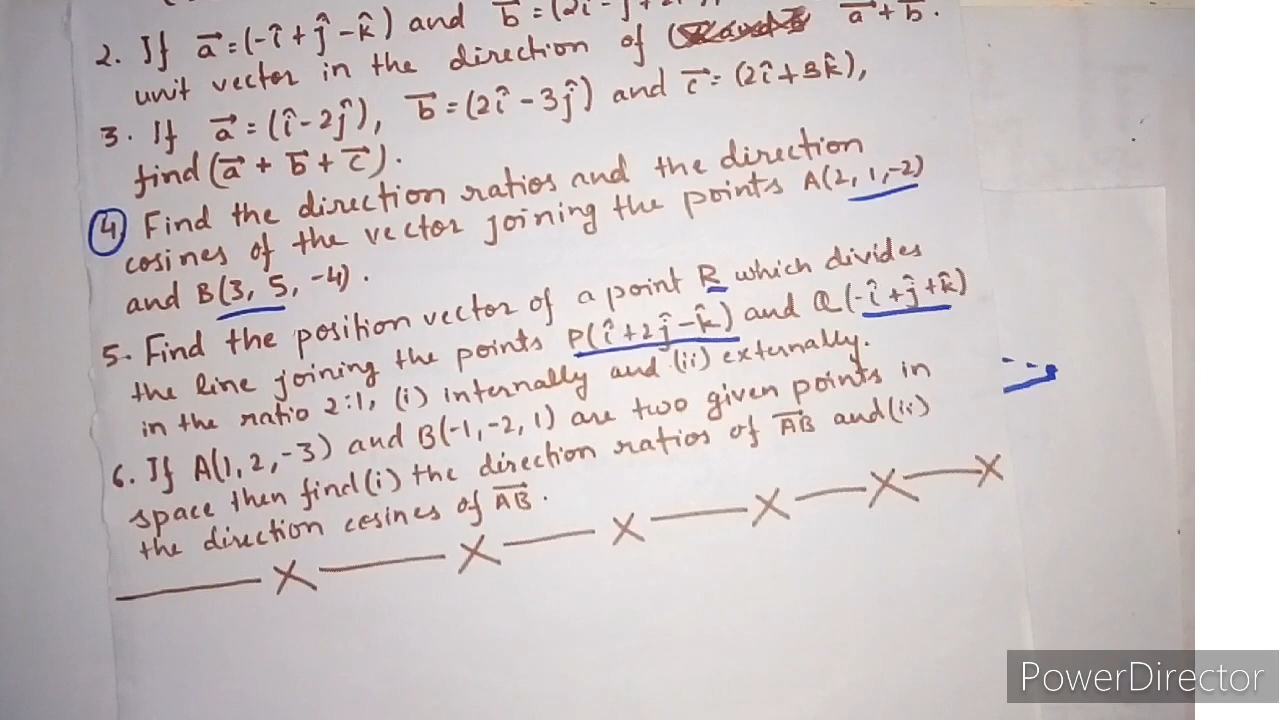 2. If a⃗ = (-î + ĵ - k̂) and b⃗ = (2î - ĵ +
unit vector in the direction of a⃗ + b⃗.
3. If a⃗ = (î - 2ĵ), b⃗ = (2î - 3ĵ) and c⃗ = (2î + 3k̂),
find (a⃗ + b⃗ + c⃗).
4. Find the direction ratios and the direction
cosines of the vector joining the points A(2, 1, -2)
and B(3, 5, -4).
5. Find the position vector of a point R which divides
the line joining the points P(î + 2ĵ - k̂) and Q(-î + ĵ + k̂)
in the ratio 2:1, (i) internally and (ii) externally.
6. If A(1, 2, -3) and B(-1, -2, 1) are two given points in
space then find (i) the direction ratios of AB⃗ and (ii)
the direction cosines of AB⃗.
PowerDirector